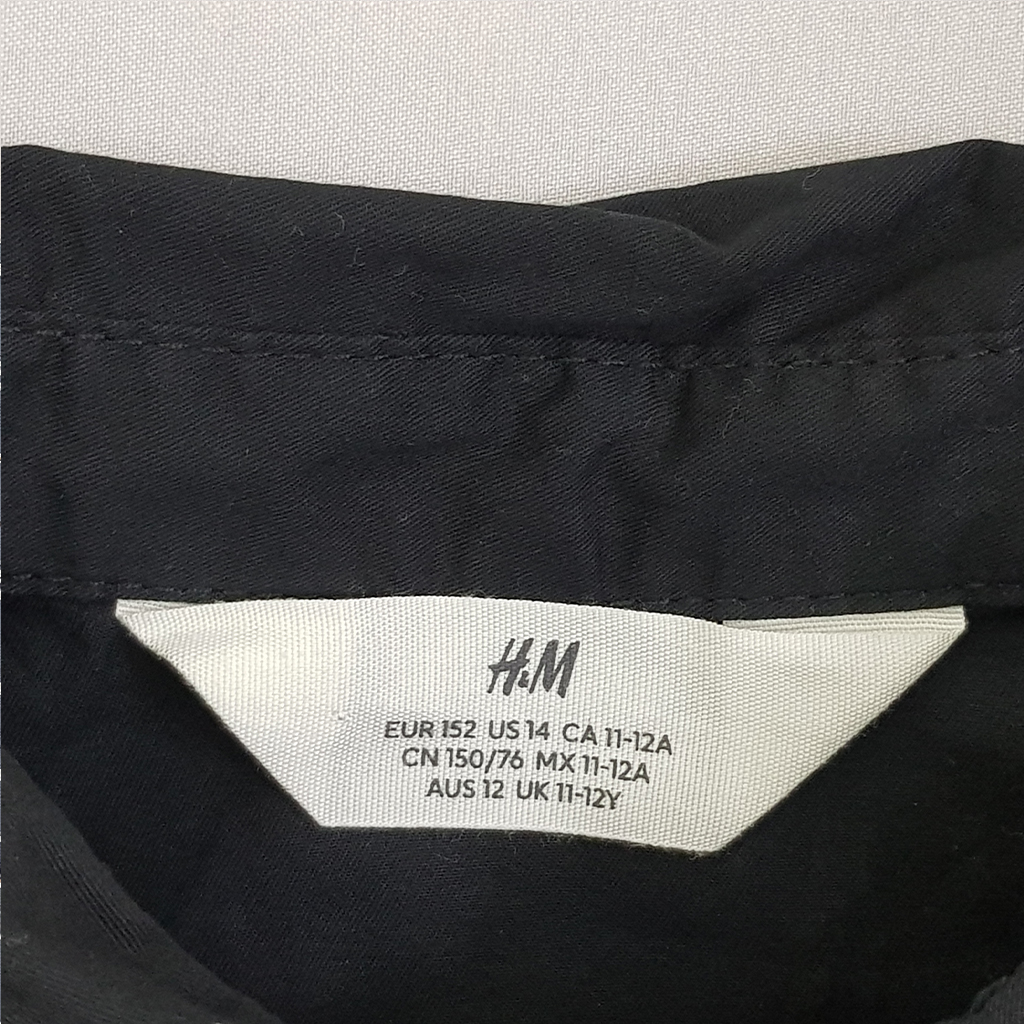 H&M
EUR 152 US 14 CA 11-12A
CN 150/76 MX 11-12A
AUS 12 UK 11-12Y